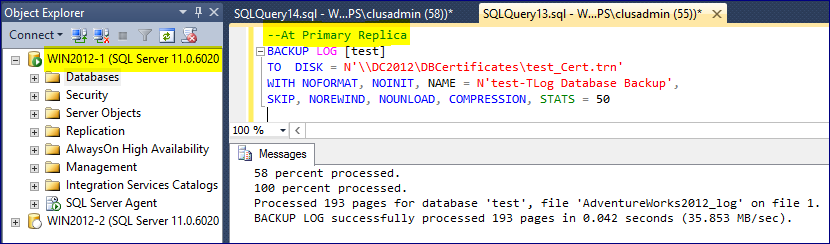 Object Explorer
Connect
WIN2012-1 (SQL Server 11.0.6020
Databases
Security
Server Objects
Replication
AlwaysOn High Availability
Management
Integration Services Catalogs
SQL Server Agent
WIN2012-2 (SQL Server 11.0.6020
SQLQuery14.sql - W...PS\clusadmin (58))*
SQLQuery13.sql - W...PS\clusadmin (55))*
--At Primary Replica
BACKUP LOG [test]
TO  DISK = N'\\DC2012\DBCertificates\test_Cert.trn'
WITH NOFORMAT, NOINIT, NAME = N'test-TLog Database Backup',
SKIP, NOREWIND, NOUNLOAD, COMPRESSION, STATS = 50
100 %
Messages
58 percent processed.
100 percent processed.
Processed 193 pages for database 'test', file 'AdventureWorks2012_log' on file 1.
BACKUP LOG successfully processed 193 pages in 0.042 seconds (35.853 MB/sec).